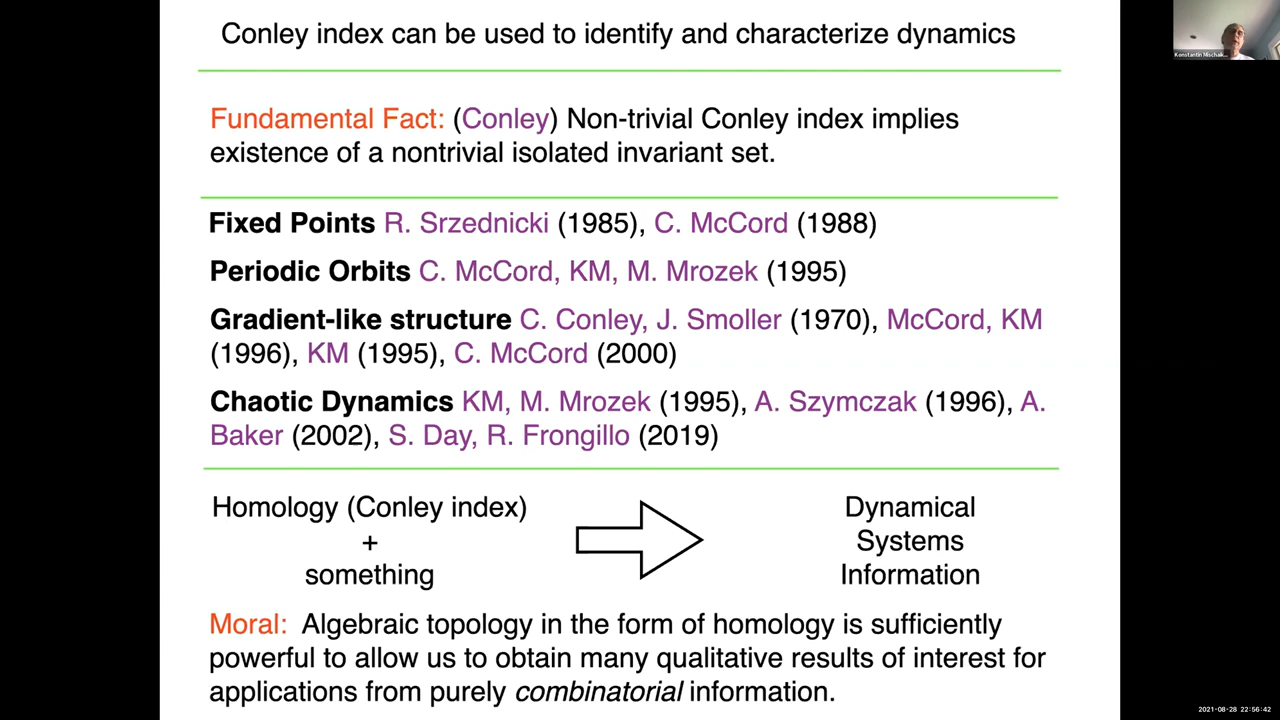 Conley index can be used to identify and characterize dynamics
Konstantin Mischaik...
Fundamental Fact: (Conley) Non-trivial Conley index implies
existence of a nontrivial isolated invariant set.
Fixed Points R. Srzednicki (1985), C. McCord (1988)
Periodic Orbits C. McCord, KM, M. Mrozek (1995)
Gradient-like structure C. Conley, J. Smoller (1970), McCord, KM
(1996), KM (1995), C. McCord (2000)
Chaotic Dynamics KM, M. Mrozek (1995), A. Szymczak (1996), A.
Baker (2002), S. Day, R. Frongillo (2019)
Homology (Conley index)
+
something
Dynamical
Systems
Information
Moral: Algebraic topology in the form of homology is sufficiently
powerful to allow us to obtain many qualitative results of interest for
applications from purely combinatorial information.
2021-08-28 22:56:42